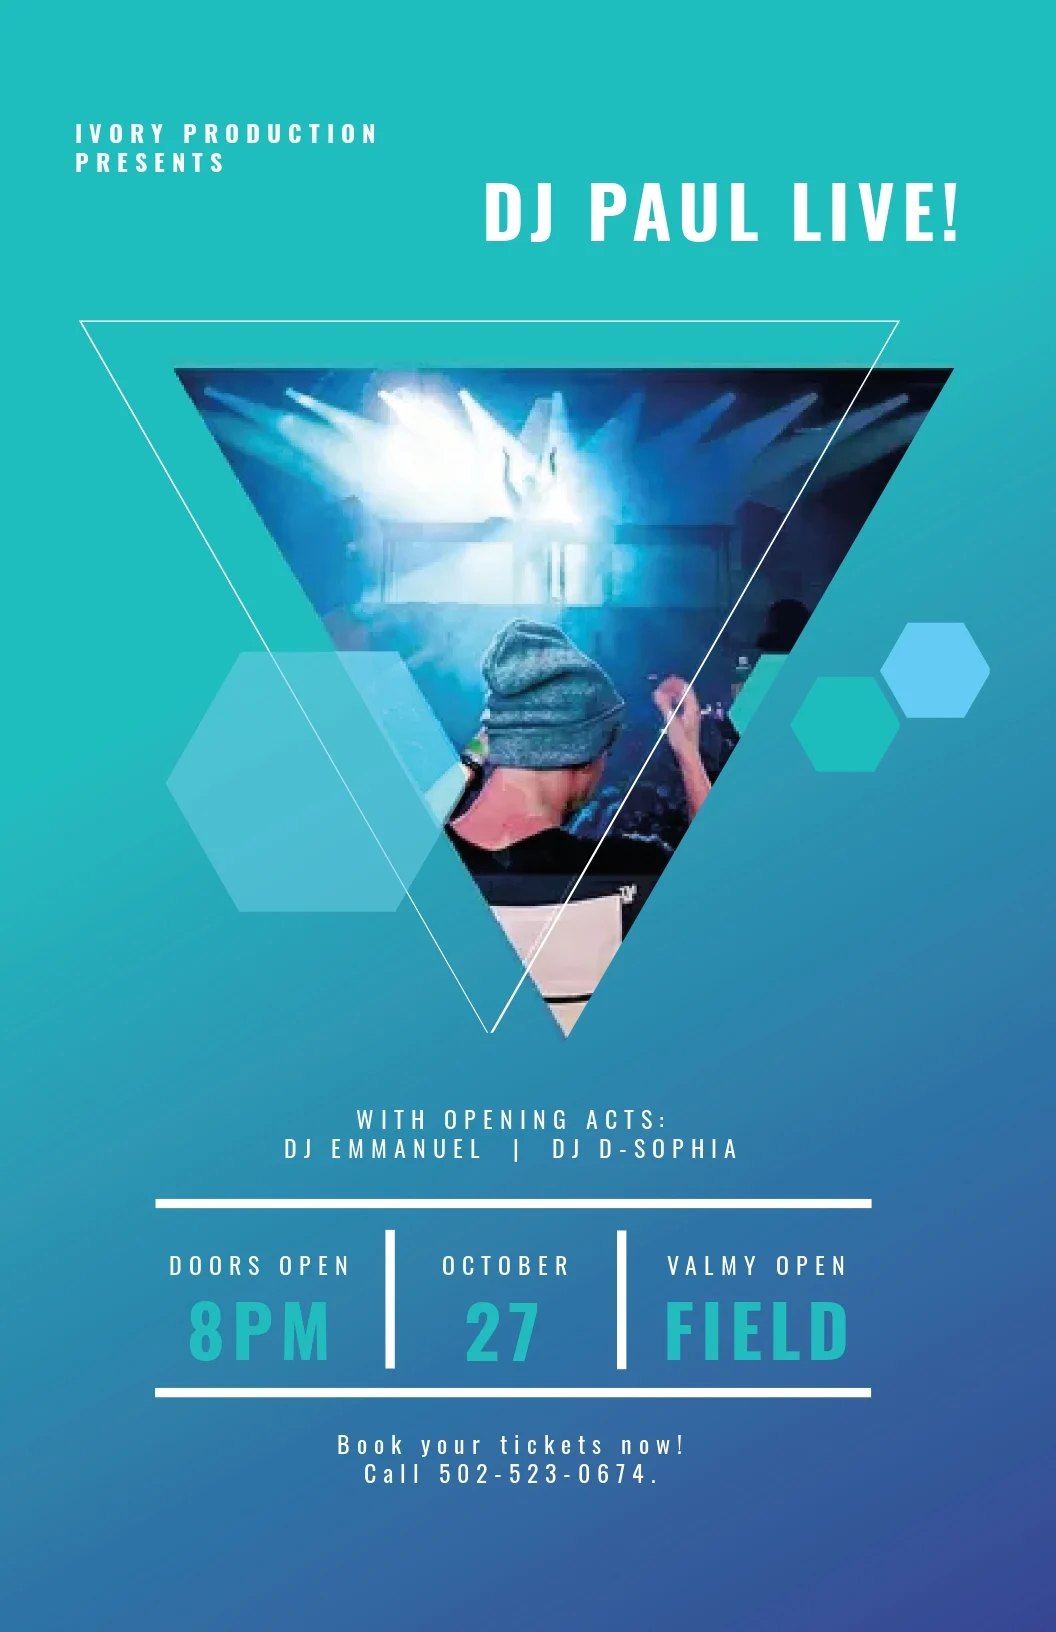 IVORY PRODUCTION
PRESENTS
DJ PAUL LIVE!
WITH OPENING ACTS:
DJ EMMANUEL | DJ D-SOPHIA
DOORS OPEN
8PM
OCTOBER
27
VALMY OPEN
FIELD
Book your tickets now!
Call 502-523-0674.